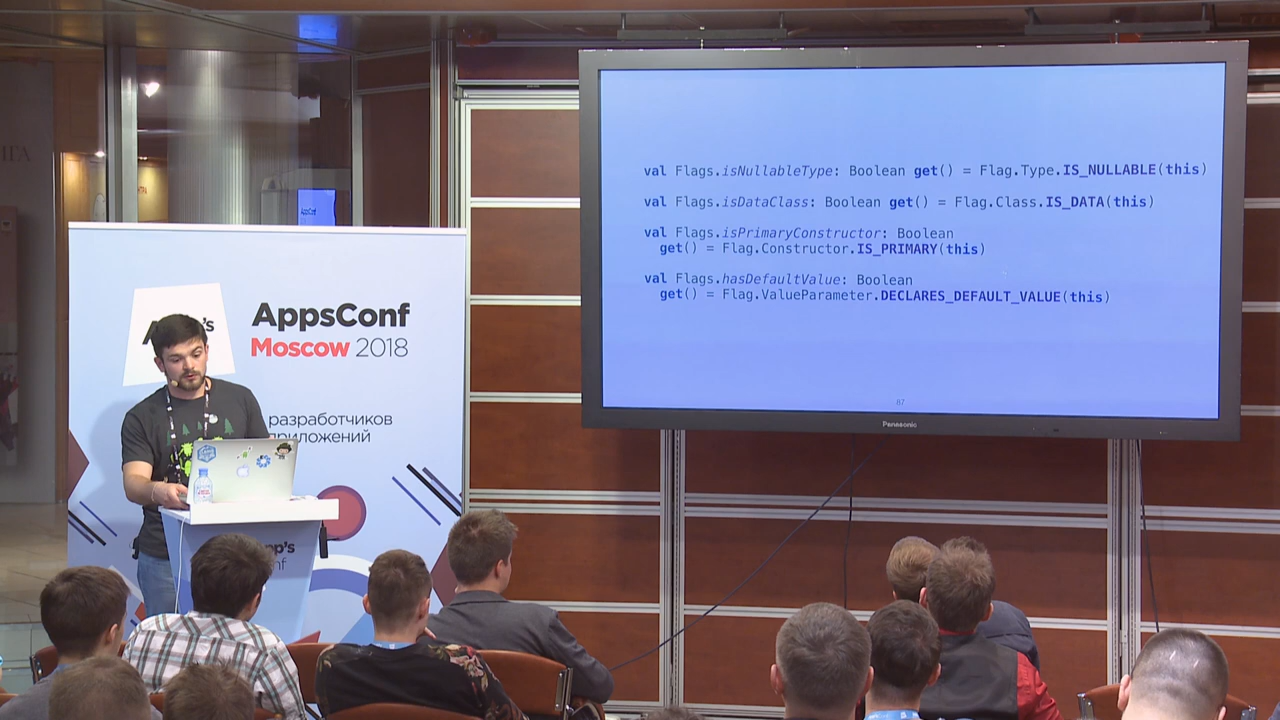 val Flags.isNullableType: Boolean get() = Flag.Type.IS_NULLABLE(this)
val Flags.isDataClass: Boolean get() = Flag.Class.IS_DATA(this)
val Flags.isPrimaryConstructor: Boolean
get() = Flag.Constructor.IS_PRIMARY(this)
val Flags.hasDefaultValue: Boolean
get() = Flag.ValueParameter.DECLARES_DEFAULT_VALUE(this)
87
Panasonic
AppsConf
Moscow 2018
разработчиков
приложений